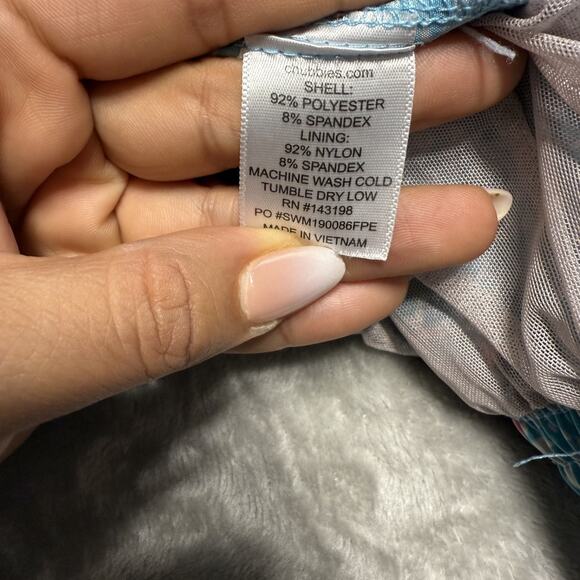 chubbies.com
SHELL:
92% POLYESTER
8% SPANDEX
LINING:
92% NYLON
8% SPANDEX
MACHINE WASH COLD
TUMBLE DRY LOW
RN #143198
PO #SWM190086FPE
MADE IN VIETNAM